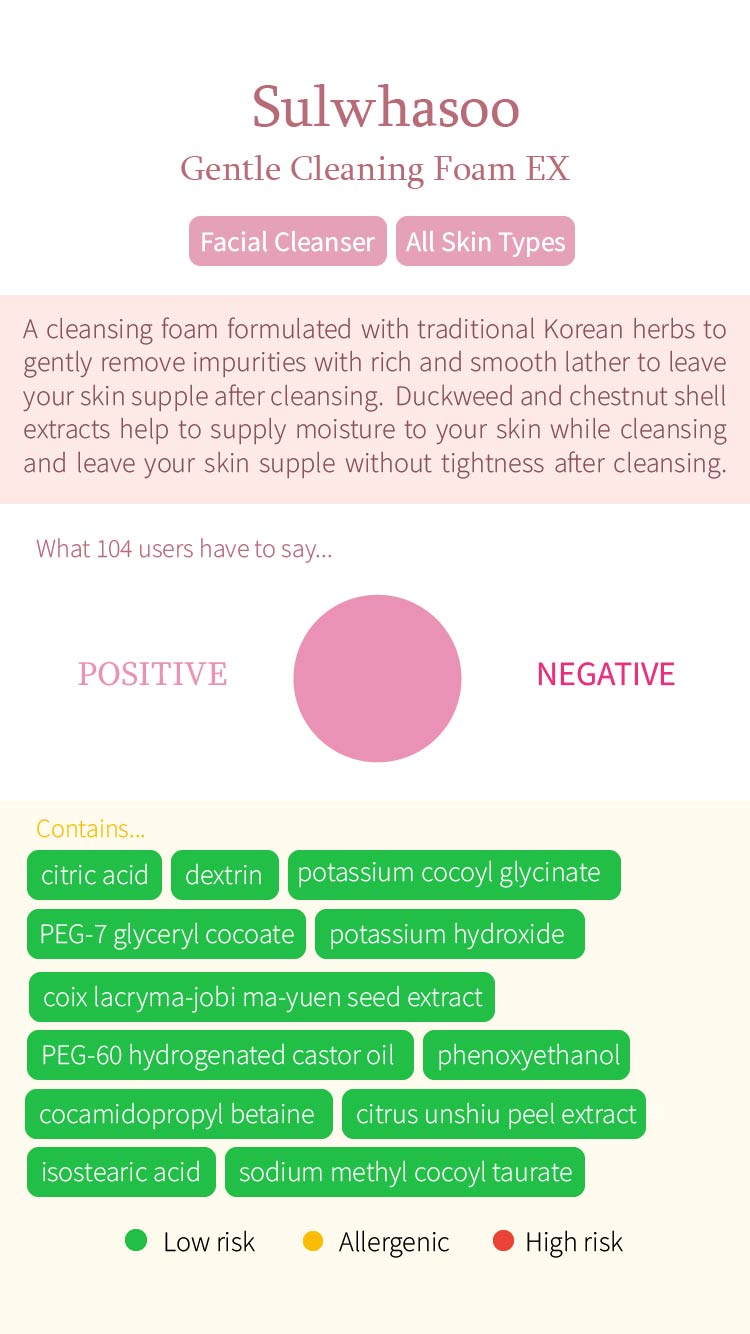 Sulwhasoo
Gentle Cleaning Foam EX
Facial Cleanser All Skin Types
A cleansing foam formulated with traditional Korean herbs to
gently remove impurities with rich and smooth lather to leave
your skin supple after cleansing. Duckweed and chestnut shell
extracts help to supply moisture to your skin while cleansing
and leave your skin supple without tightness after cleansing.
What 104 users have to say...
POSITIVE NEGATIVE
Contains...
citric acid dextrin potassium cocoyl glycinate
PEG-7 glyceryl cocoate potassium hydroxide
coix lacryma-jobi ma-yuen seed extract
PEG-60 hydrogenated castor oil phenoxyethanol
cocamidopropyl betaine citrus unshiu peel extract
isostearic acid sodium methyl cocoyl taurate
Low risk Allergenic High risk